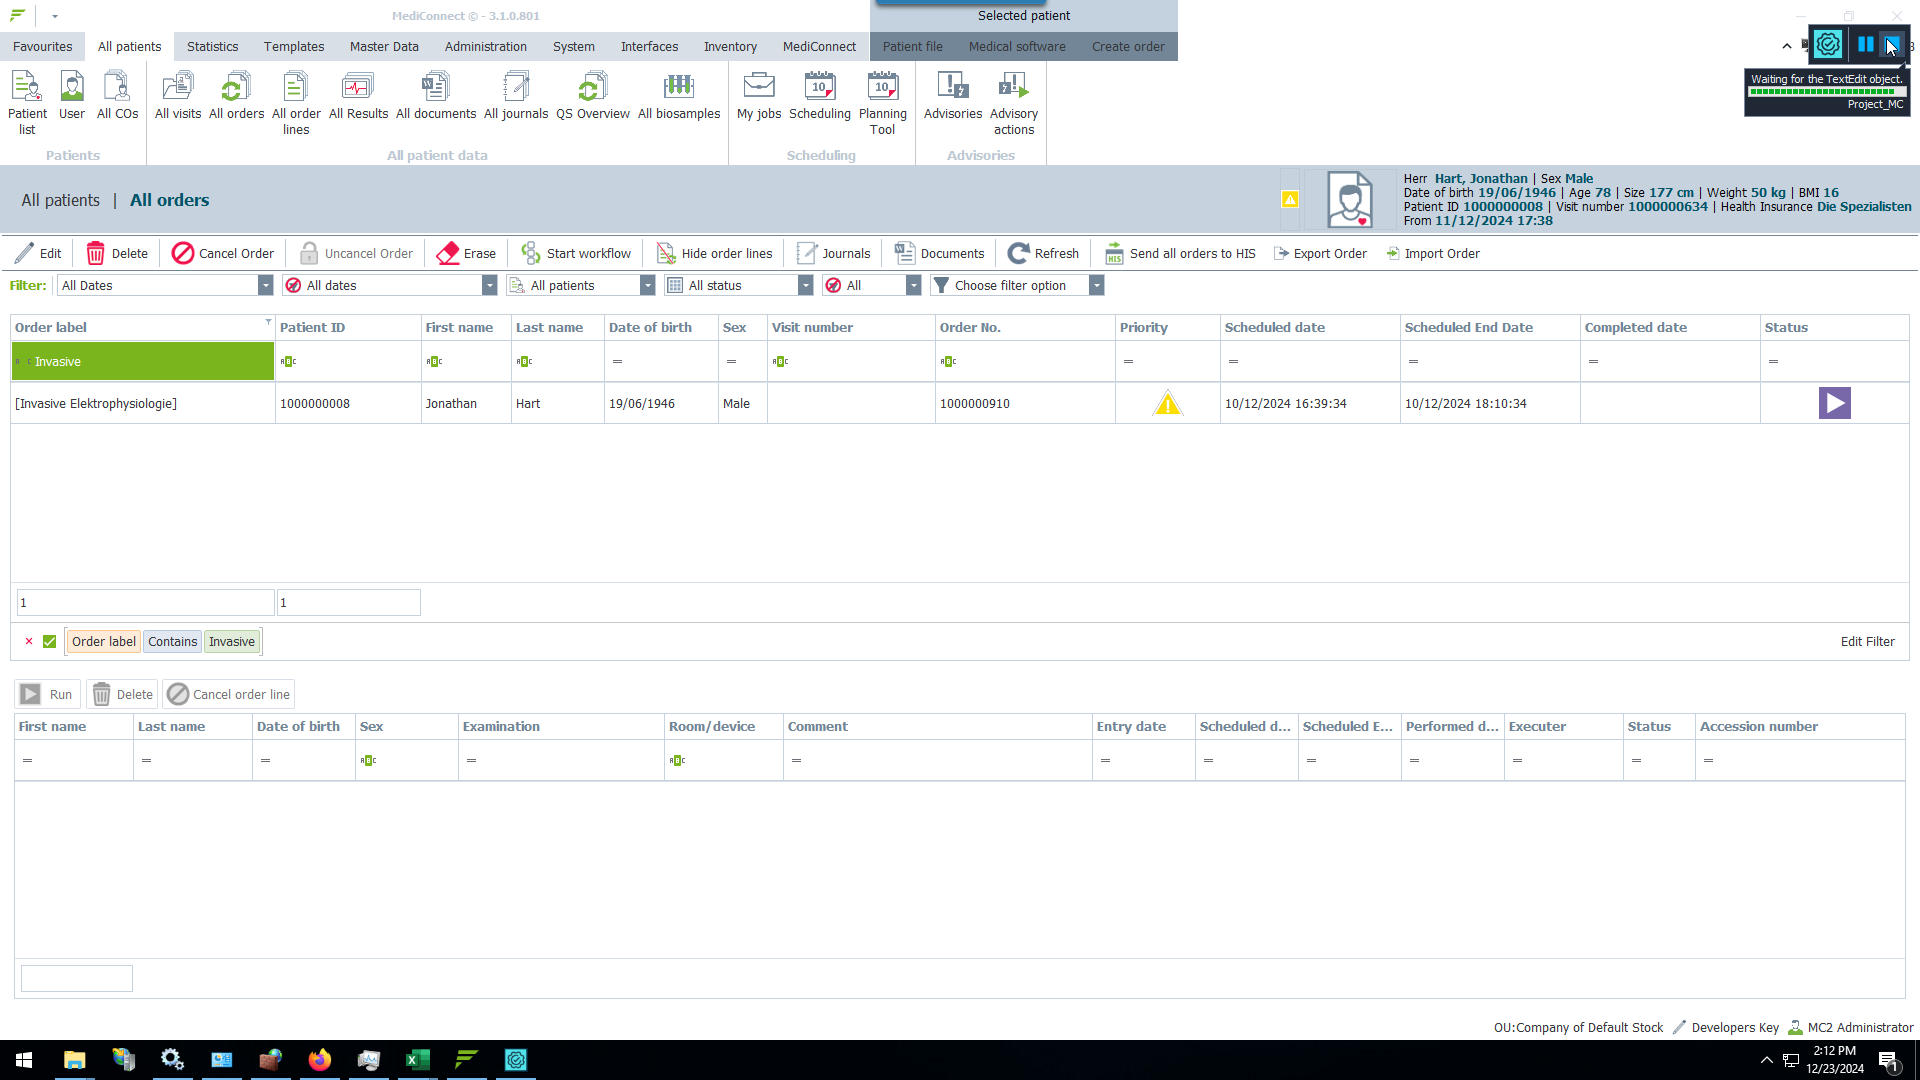 MediConnect © - 3.1.0.801
Selected patient
Favourites All patients Statistics Templates Master Data Administration System Interfaces Inventory MediConnect Patient file Medical software Create order
Waiting for the TextEdit object.
Project_MC
Patient list User All COs All visits All orders All order lines All Results All documents All journals QS Overview All biosamples My jobs Scheduling Planning Tool Advisories Advisory actions
Patients All patient data Scheduling Advisories
All patients | All orders
Herr Hart, Jonathan | Sex Male
Date of birth 19/06/1946 | Age 78 | Size 177 cm | Weight 50 kg | BMI 16
Patient ID 1000000008 | Visit number 1000000634 | Health Insurance Die Spezialisten
From 11/12/2024 17:38
Edit Delete Cancel Order Uncancel Order Erase Start workflow Hide order lines Journals Documents Refresh Send all orders to HIS Export Order Import Order
Filter: All Dates All dates All patients All status All Choose filter option
Order label Patient ID First name Last name Date of birth Sex Visit number Order No. Priority Scheduled date Scheduled End Date Completed date Status
Invasive = = = = = = =
[Invasive Elektrophysiologie] 1000000008 Jonathan Hart 19/06/1946 Male 1000000910 10/12/2024 16:39:34 10/12/2024 18:10:34
1 1
Order label Contains Invasive Edit Filter
Run Delete Cancel order line
First name Last name Date of birth Sex Examination Room/device Comment Entry date Scheduled d... Scheduled E... Performed d... Executer Status Accession number
= = = = = = = = = = = =
OU:Company of Default Stock Developers Key MC2 Administrator
2:12 PM
12/23/2024
1